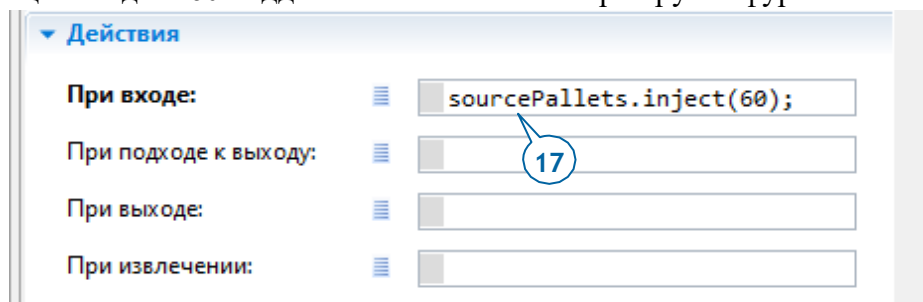 Действия
При входе: sourcePallets.inject(60);
17
При подходе к выходу:
При выходе:
При извлечении: